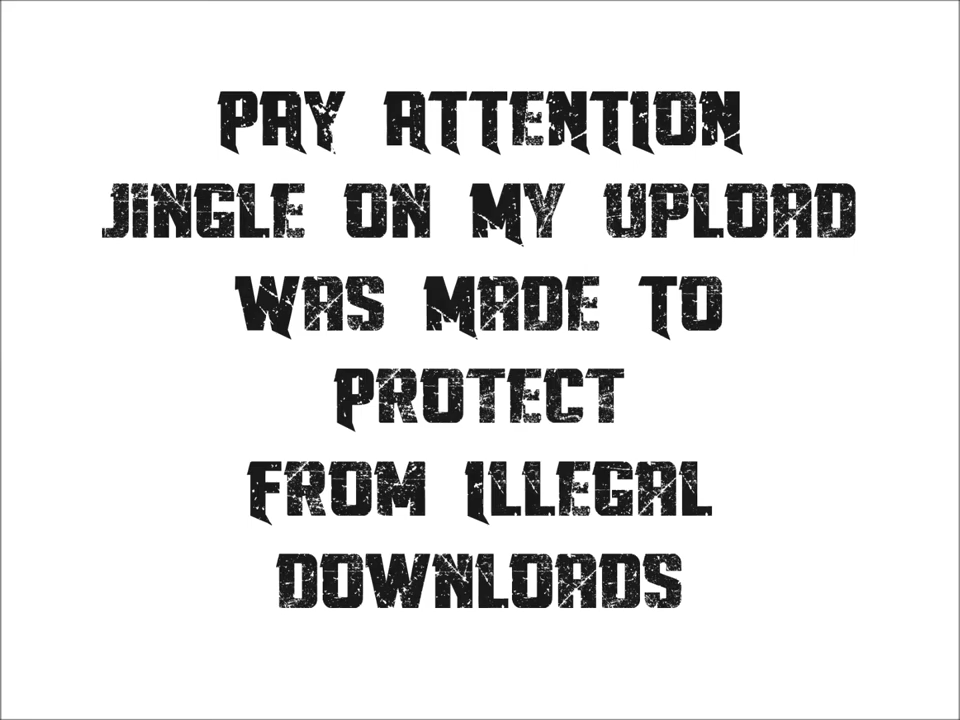 PAY ATTENTION
JINGLE ON MY UPLOAD
WAS MADE TO
PROTECT
FROM ILLEGAL
DOWNLOADS